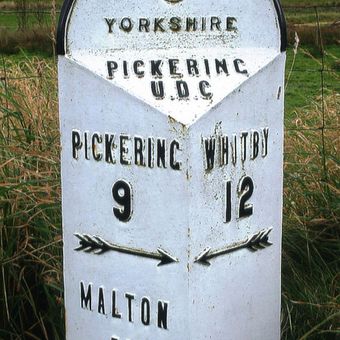 YORKSHIRE
PICKERING
U.D.C
PICKERING
9
WHITBY
12
MALTON